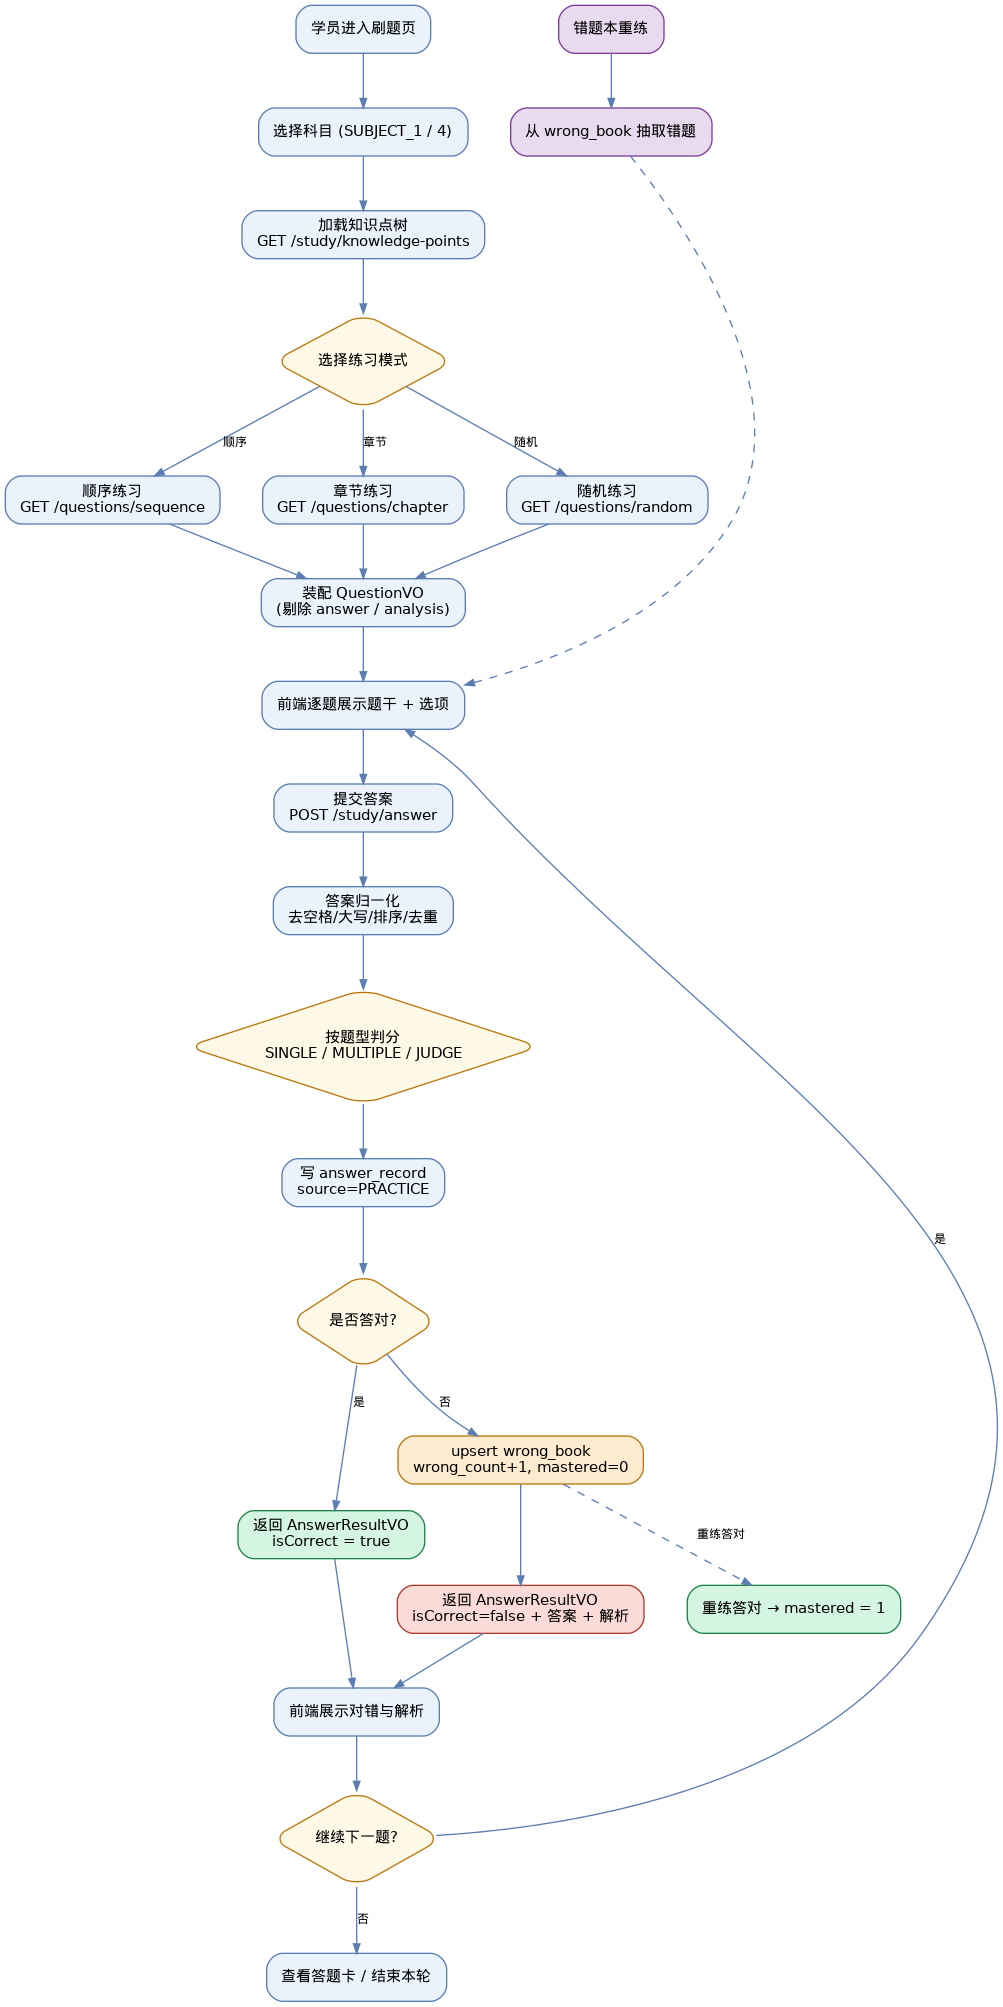 学员进入刷题页
错题本重练
选择科目 (SUBJECT_1 / 4)
从 wrong_book 抽取错题
加载知识点树
GET /study/knowledge-points
选择练习模式
顺序
章节
随机
顺序练习
GET /questions/sequence
章节练习
GET /questions/chapter
随机练习
GET /questions/random
装配 QuestionVO
(剔除 answer / analysis)
前端逐题展示题干 + 选项
提交答案
POST /study/answer
答案归一化
去空格/大写/排序/去重
按题型判分
SINGLE / MULTIPLE / JUDGE
写 answer_record
source=PRACTICE
是
是否答对?
是
否
upsert wrong_book
wrong_count+1, mastered=0
返回 AnswerResultVO
isCorrect = true
重练答对
返回 AnswerResultVO
isCorrect=false + 答案 + 解析
重练答对 → mastered = 1
前端展示对错与解析
继续下一题?
否
查看答题卡 / 结束本轮